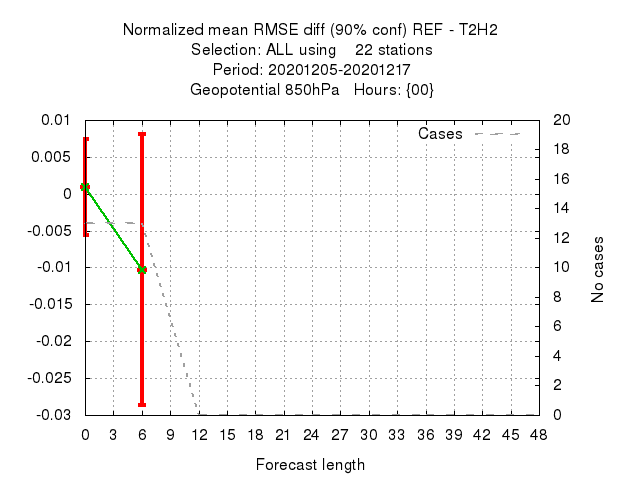 Normalized mean RMSE diff (90% conf) REF - T2H2
Selection: ALL using    22 stations
Period: 20201205-20201217
Geopotential 850hPa   Hours: {00}
Cases
0.01
0.005
0
-0.005
-0.01
-0.015
-0.02
-0.025
-0.03
20
18
16
14
12
10
8
6
4
2
0
No cases
0 3 6 9 12 15 18 21 24 27 30 33 36 39 42 45 48
Forecast length